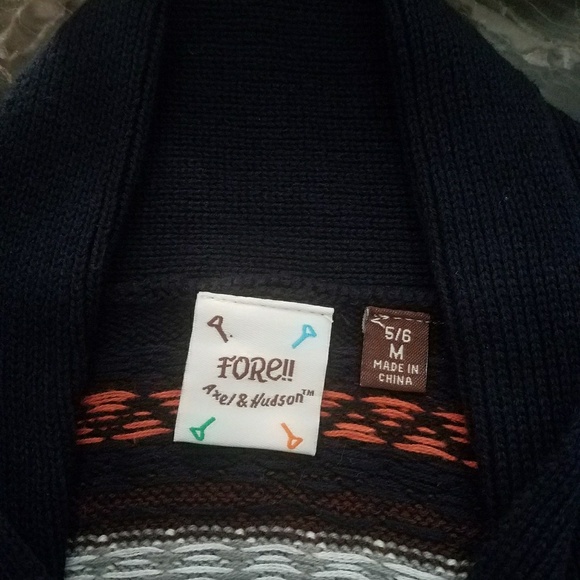 FORe!!
Axel & Hudson™
5/6
M
MADE IN
CHINA